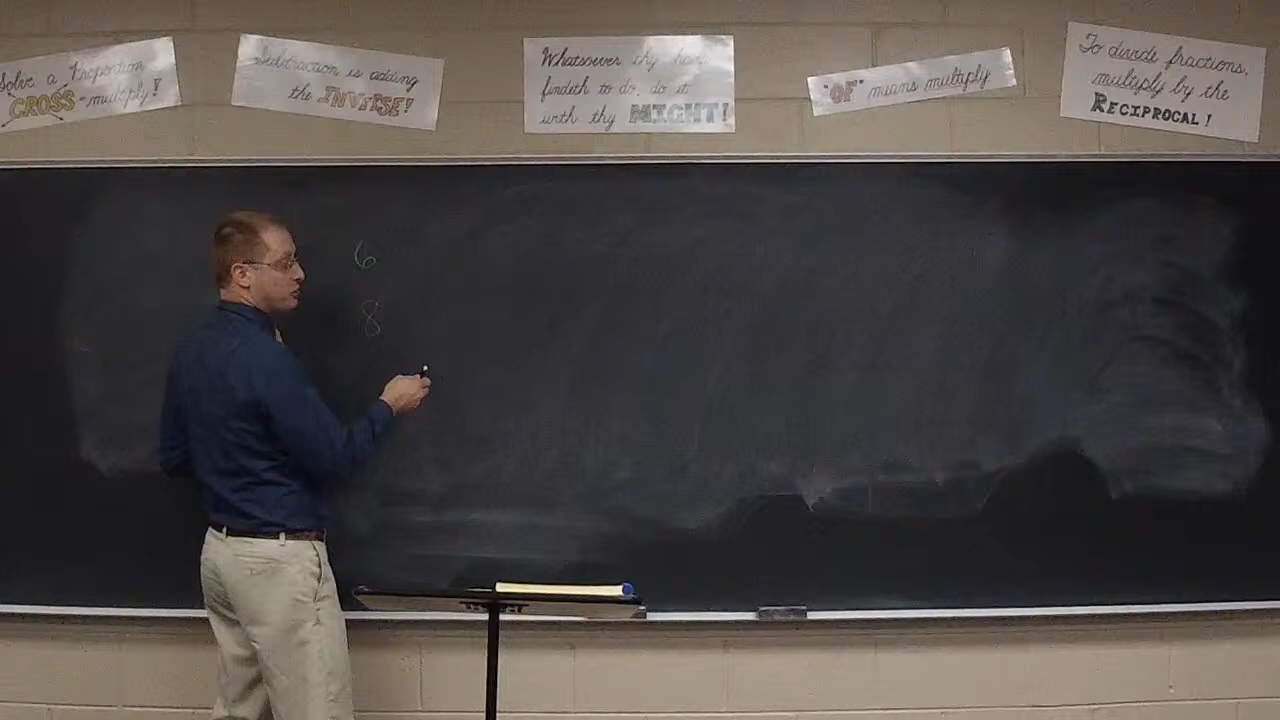 Solve a Proportion
CROSS-multiply!
Subtraction is adding
the INVERSE!
Whatsoever thy hand
findeth to do, do it
with thy MIGHT!
"OF" means multiply
To divide fractions,
multiply by the
RECIPROCAL!
6
8